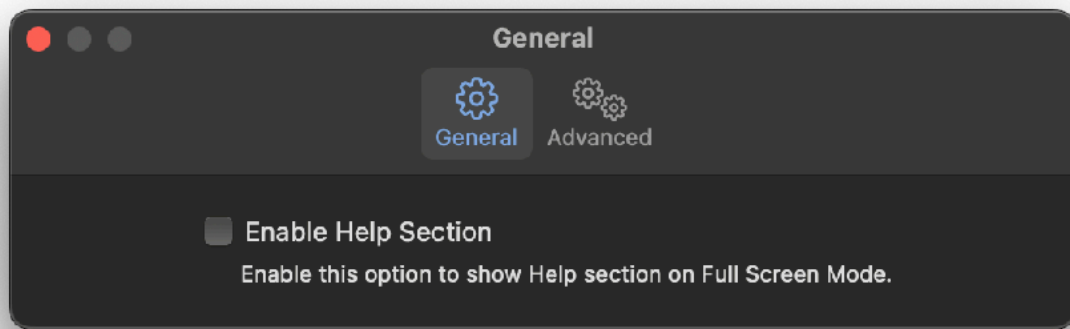 General
General
Advanced
Enable Help Section
Enable this option to show Help section on Full Screen Mode.